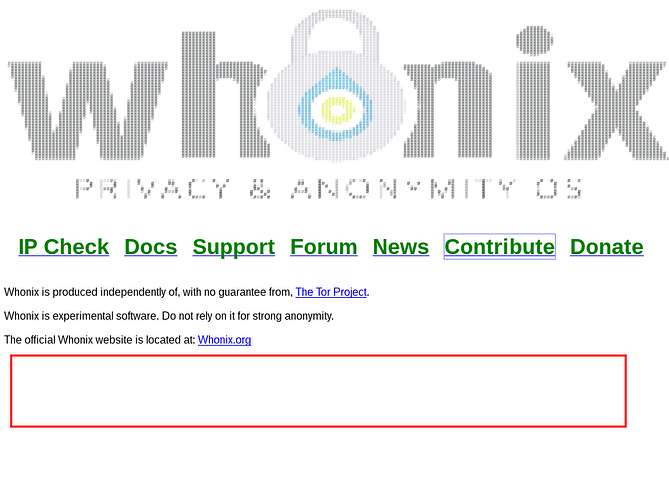 whonix
PRIVACY & ANONYMITY OS
IP Check Docs Support Forum News Contribute Donate
Whonix is produced independently of, with no guarantee from, The Tor Project.
Whonix is experimental software. Do not rely on it for strong anonymity.
The official Whonix website is located at: Whonix.org